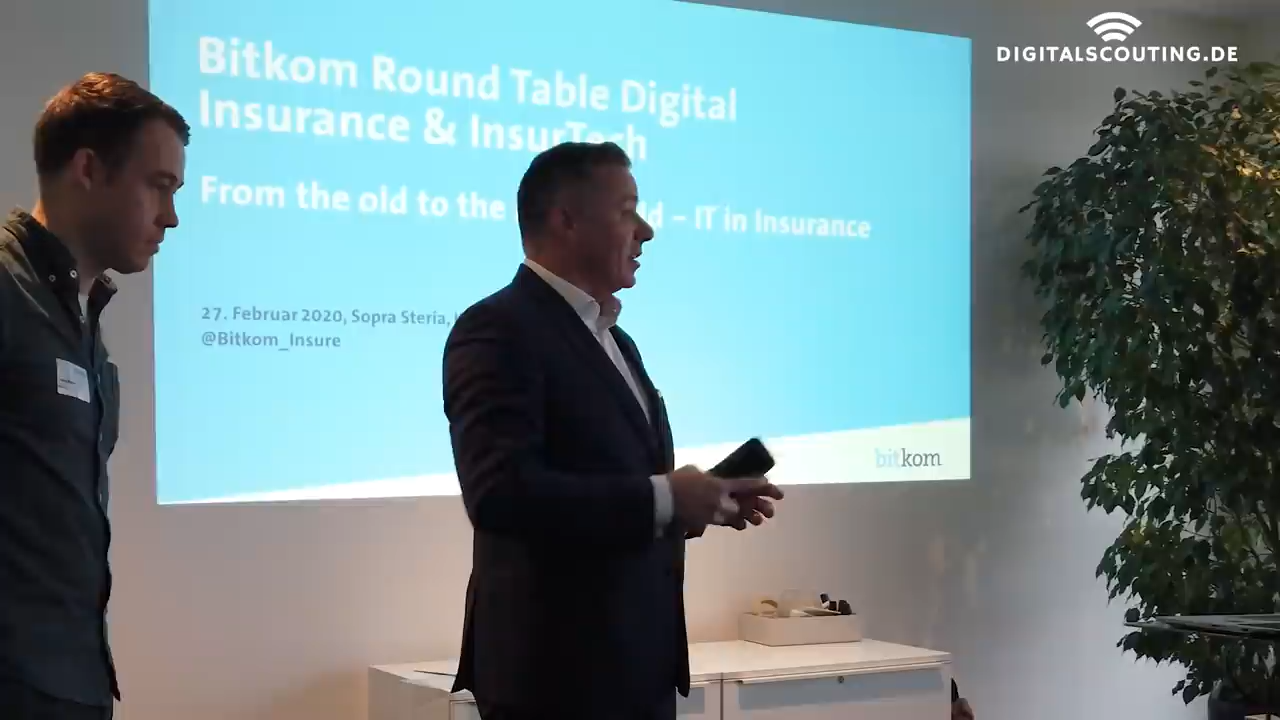 DIGITALSCOUTING.DE
Bitkom Round Table Digital
Insurance & InsurTech
From the old to the ld – IT in Insurance
27. Februar 2020, Sopra Steria,
@Bitkom_Insure
bitkom